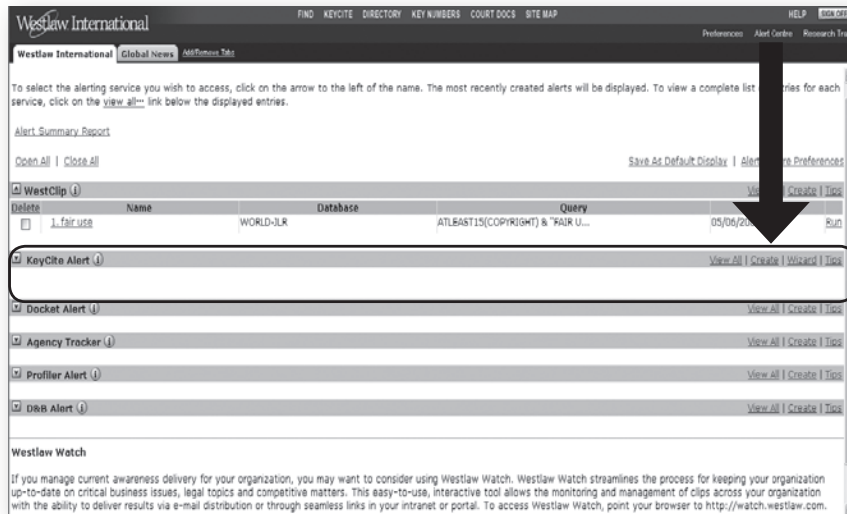 Westlaw International
FIND KEYCITE DIRECTORY KEY NUMBERS COURT DOCS SITE MAP
HELP SIGN OFF
Preferences Alert Centre Research
Westlaw International Global News Add/Remove Tabs
To select the alerting service you wish to access, click on the arrow to the left of the name. The most recently created alerts will be displayed. To view a complete list for each
service, click on the view all... link below the displayed entries.
Alert Summary Report
Open All | Close All
Save As Default Display | Preferences
WestClip
Create | Tips
Delete Name Database Query
1. fair use WORLD-JLR ATLEAST15(COPYRIGHT) & "FAIR U... 05/06/20 Run
KeyCite Alert View All | Create | Wizard | Tips
Docket Alert View All | Create | Tips
Agency Tracker View All | Create | Tips
Profiler Alert View All | Create | Tips
D&B Alert View All | Create | Tips
Westlaw Watch
If you manage current awareness delivery for your organization, you may want to consider using Westlaw Watch. Westlaw Watch streamlines the process for keeping your organization
up-to-date on critical business issues, legal topics and competitive matters. This easy-to-use, interactive tool allows the monitoring and management of clips across your organization
with the ability to deliver results via e-mail distribution or through seamless links in your intranet or portal. To access Westlaw Watch, point your browser to http://watch.westlaw.com.